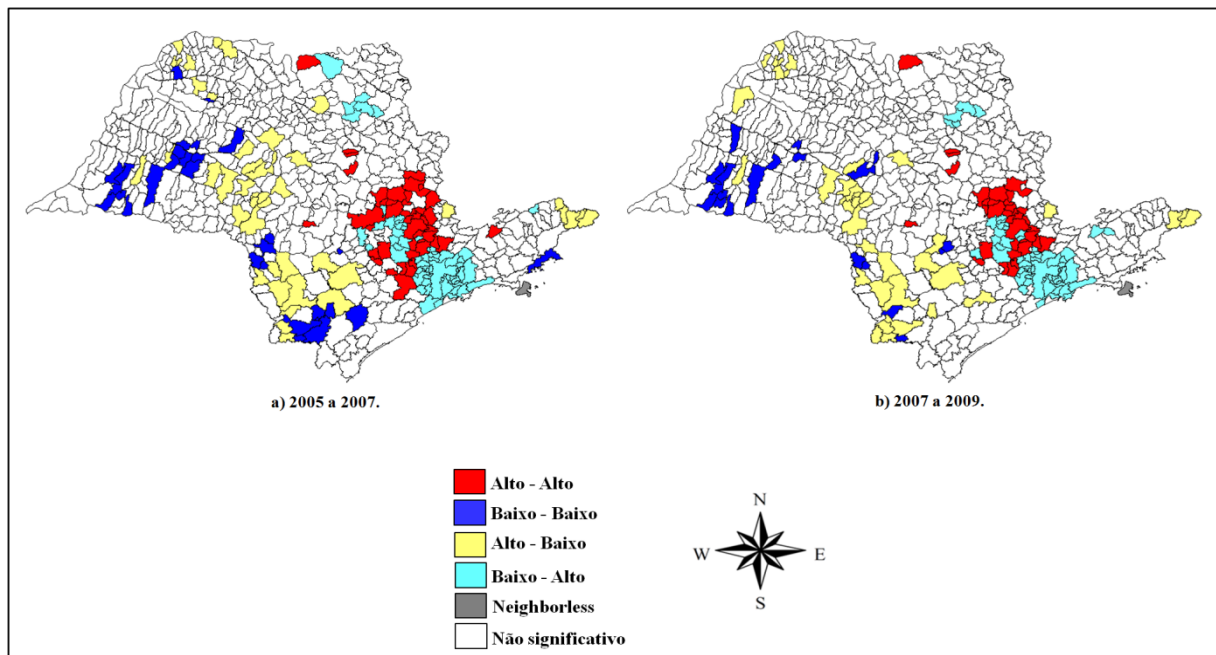 a) 2005 a 2007.
b) 2007 a 2009.
Alto - Alto
Baixo - Baixo
Alto - Baixo
Baixo - Alto
Neighborless
Não significativo
N
W
E
S